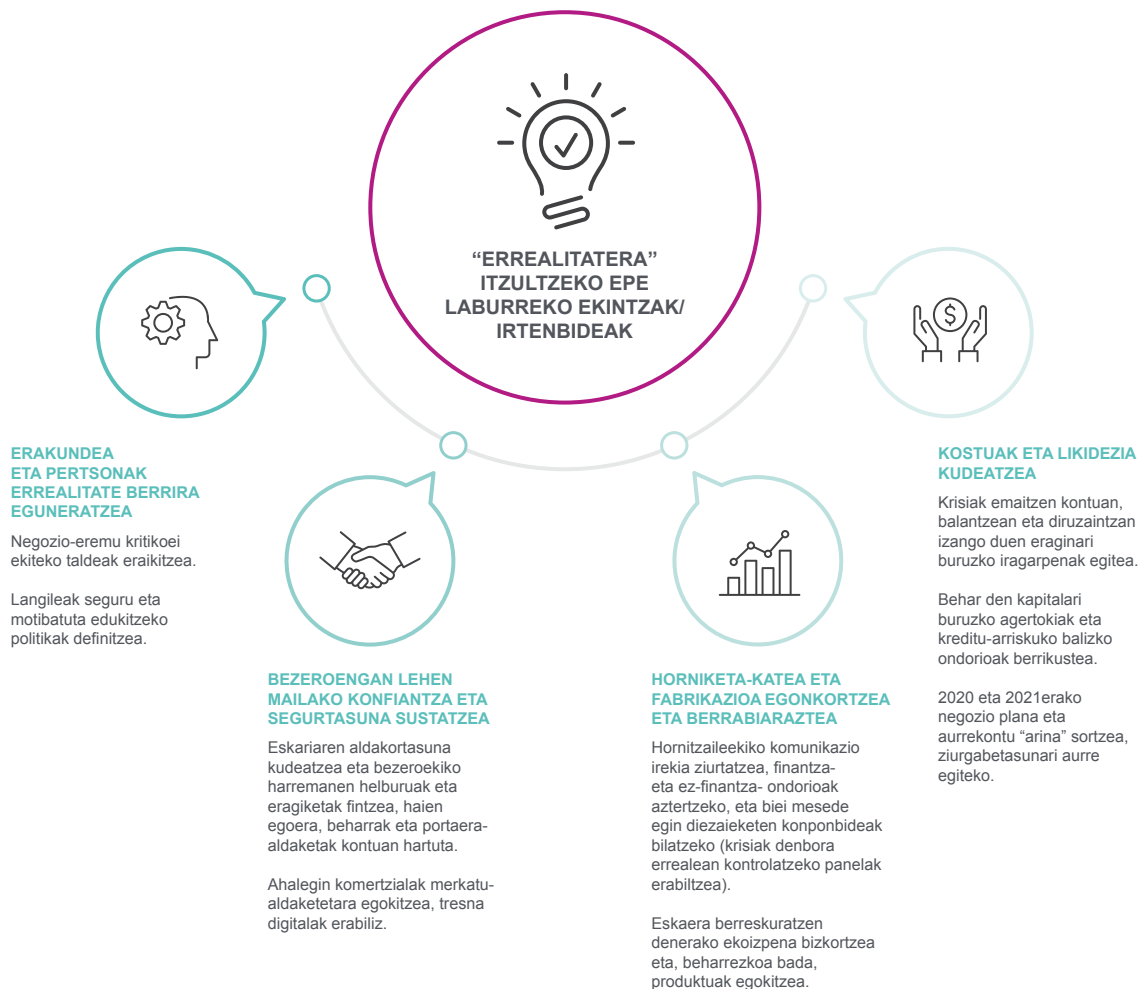 “ERREALITATERA”
ITZULTZEKO EPE
LABURREKO EKINTZAK/
IRTENBIDEAK
$
ERAKUNDEA
ETA PERTSONAK
ERREALITATE BERRIRA
EGUNERATZEA
Negozio-eremu kritikoei
ekiteko taldeak eraikitzea.
Langileak seguru eta
motibatuta edukitzeko
politikak definitzea.
BEZEROENGAN LEHEN
MAILAKO KONFIANTZA ETA
SEGURTASUNA SUSTATZEA
Eskariaren aldakortasuna
kudeatzea eta bezeroekiko
harremanen helburuak eta
eragiketak fintzea, haien
egoera, beharrak eta portaera-
aldaketak kontuan hartuta.
Ahalegin komertzialak merkatu-
aldaketetara egokitzea, tresna
digitalak erabiliz.
HORNIKETA-KATEA ETA
FABRIKAZIOA EGONKORTZEA
ETA BERRABIARAZTEA
Hornitzaileekiko komunikazio
irekia ziurtatzea, finantza-
eta ez-finantza- ondorioak
aztertzeko, eta biei mesede
egin diezaieketen konponbideak
bilatzeko (krisiak denbora
errealean kontrolatzeko panelak
erabiltzea).
Eskaera berreskuratzen
denerako ekoizpena bizkortzea
eta, beharrezkoa bada,
produktuak egokitzea.
KOSTUAK ETA LIKIDEZIA
KUDEATZEA
Krisiak emaitzen kontuan,
balantzean eta diruzaintzan
izango duen eraginari
buruzko iragarpenak egitea.
Behar den kapitalari
buruzko agertokiak eta
kreditu-arriskuko balizko
ondorioak berrikustea.
2020 eta 2021erako
negozio plana eta
aurrekontu “arina” sortzea,
ziurgabetasunari aurre
egiteko.